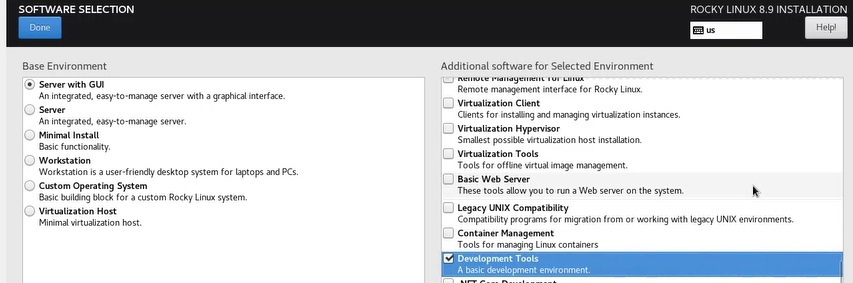 SOFTWARE SELECTION
ROCKY LINUX 8.9 INSTALLATION
Done
us
Help!
Base Environment
Server with GUI
An integrated, easy-to-manage server with a graphical interface.
Server
An integrated, easy-to-manage server.
Minimal Install
Basic functionality.
Workstation
Workstation is a user-friendly desktop system for laptops and PCs.
Custom Operating System
Basic building block for a custom Rocky Linux system.
Virtualization Host
Minimal virtualization host.
Additional software for Selected Environment
Remote Management for Linux
Remote management interface for Rocky Linux.
Virtualization Client
Clients for installing and managing virtualization instances.
Virtualization Hypervisor
Smallest possible virtualization host installation.
Virtualization Tools
Tools for offline virtual image management.
Basic Web Server
These tools allow you to run a Web server on the system.
Legacy UNIX Compatibility
Compatibility programs for migration from or working with legacy UNIX environments.
Container Management
Tools for managing Linux containers
Development Tools
A basic development environment.
.NET Core Development